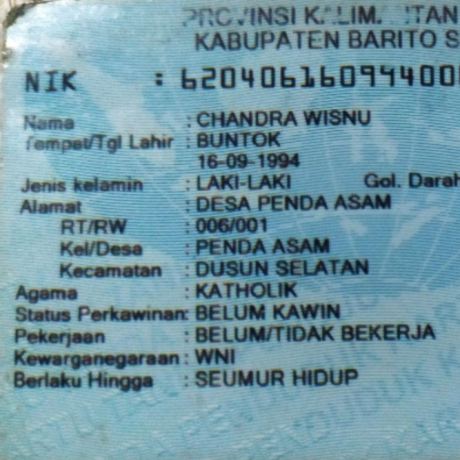 PROVINSI KALIMANTAN
KABUPATEN BARITO S
NIK : 620406160994000
Nama : CHANDRA WISNU
Tempat/Tgl Lahir : BUNTOK
16-09-1994
Jenis kelamin : LAKI-LAKI Gol. Darah
Alamat : DESA PENDA ASAM
RT/RW : 006/001
Kel/Desa : PENDA ASAM
Kecamatan : DUSUN SELATAN
Agama : KATHOLIK
Status Perkawinan: BELUM KAWIN
Pekerjaan : BELUM/TIDAK BEKERJA
Kewarganegaraan: WNI
Berlaku Hingga : SEUMUR HIDUP